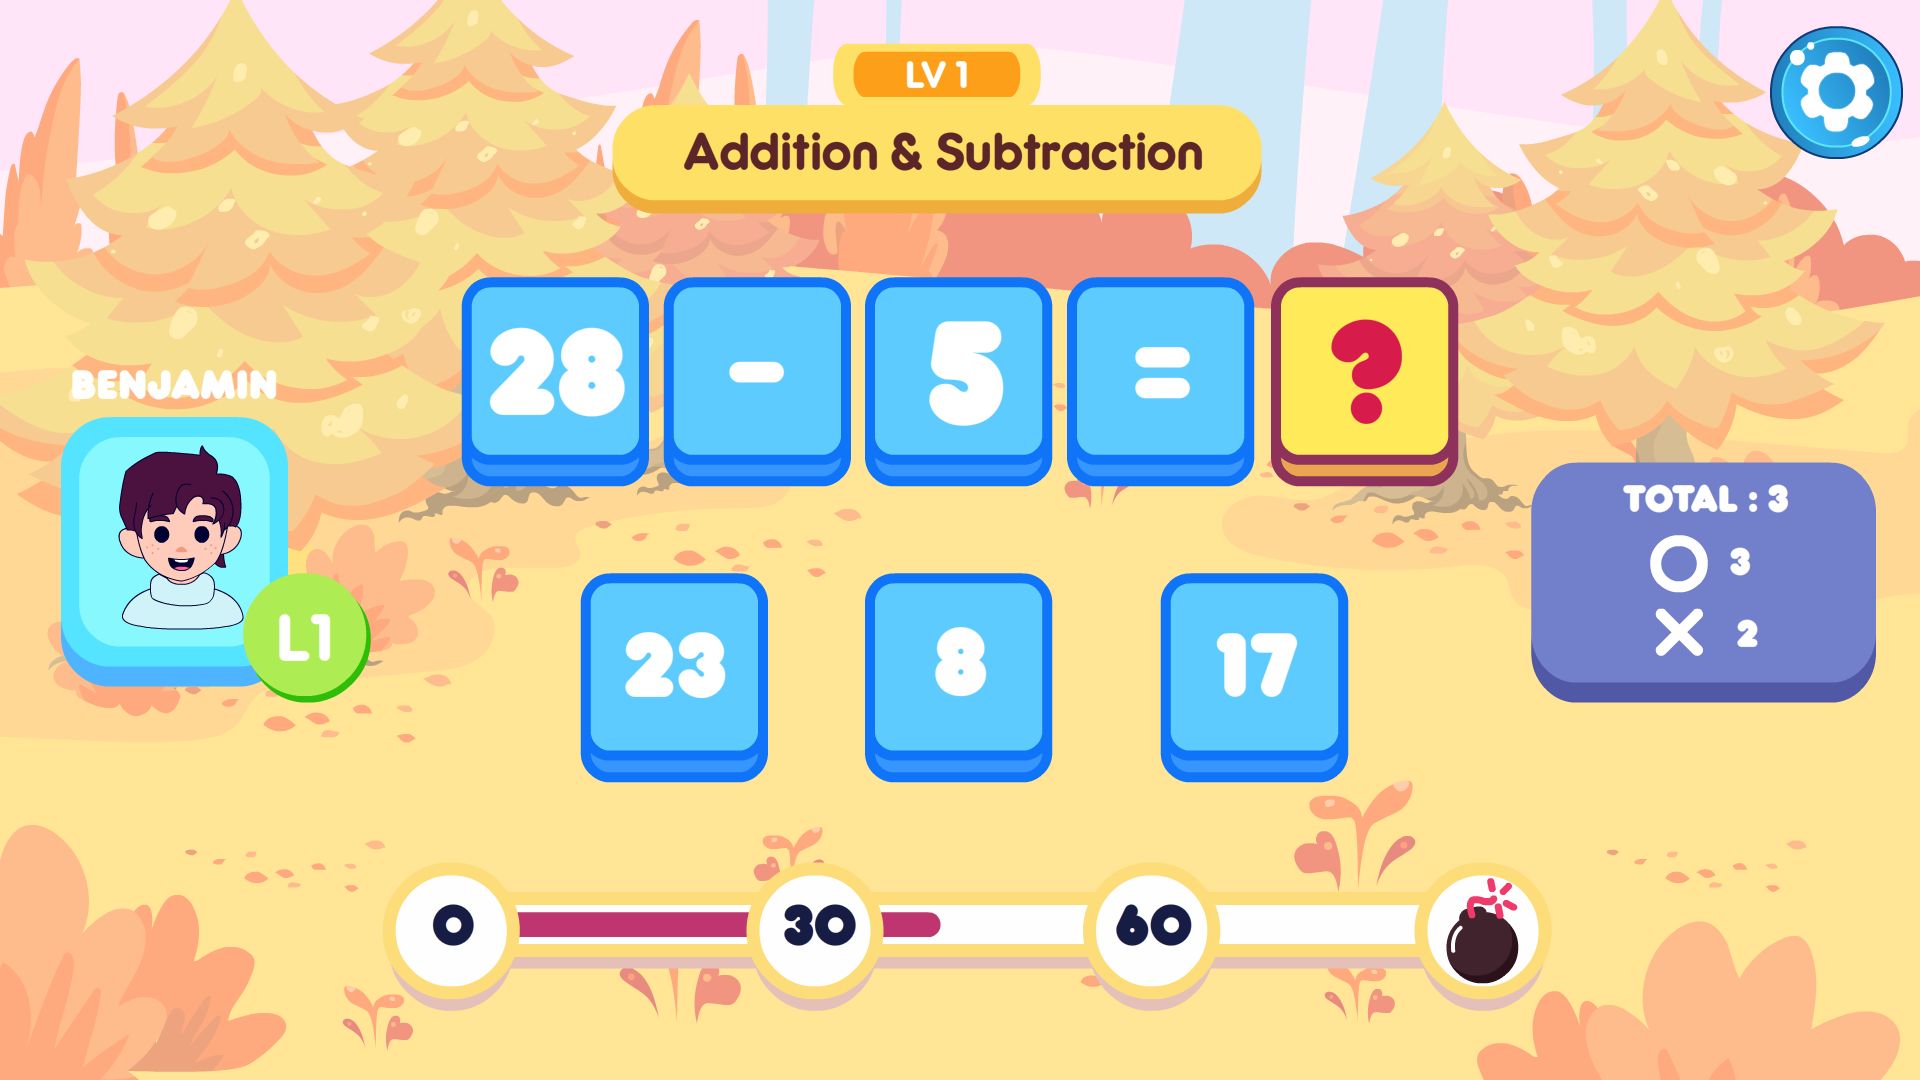 LV 1
Addition & Subtraction
28 - 5 = ?
BENJAMIN
L1
TOTAL : 3
3
2
23 8 17
0 30 60